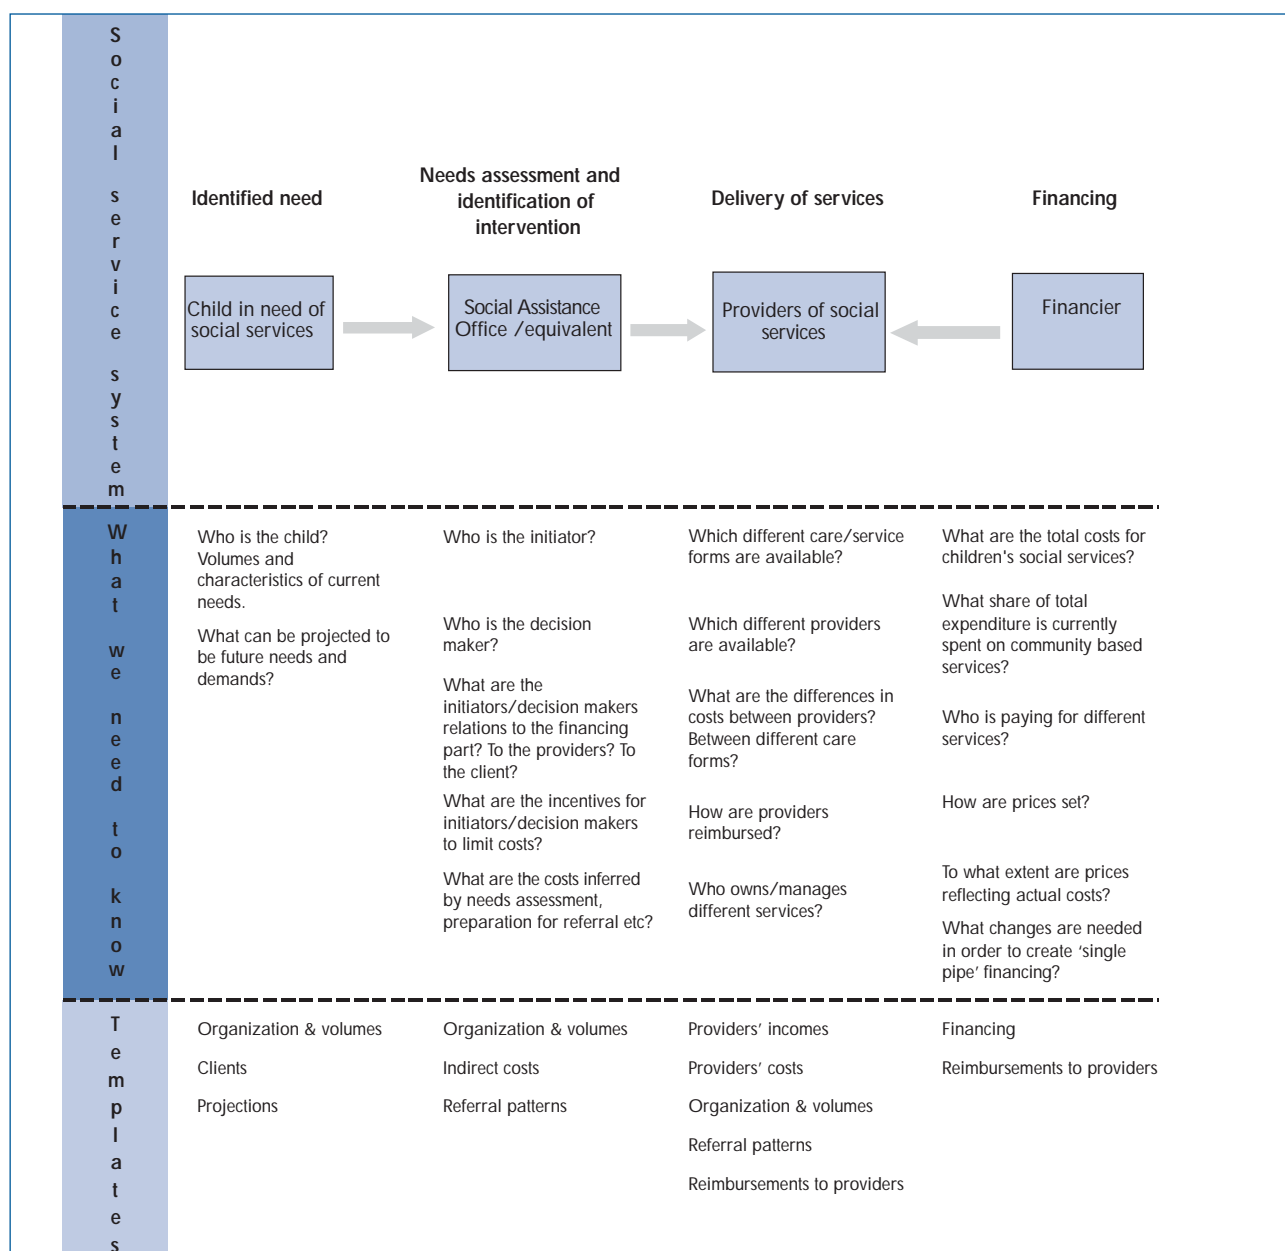 Social service system
Identified need
Needs assessment and
identification of
intervention
Delivery of services
Financing
Child in need of
social services
Social Assistance
Office /equivalent
Providers of social
services
Financier
What we need to know
Who is the child?
Volumes and
characteristics of current
needs.
What can be projected to
be future needs and
demands?
Who is the initiator?
Who is the decision
maker?
What are the
initiators/decision makers
relations to the financing
part? To the providers? To
the client?
What are the incentives for
initiators/decision makers
to limit costs?
What are the costs inferred
by needs assessment,
preparation for referral etc?
Which different care/service
forms are available?
Which different providers
are available?
What are the differences in
costs between providers?
Between different care
forms?
How are providers
reimbursed?
Who owns/manages
different services?
What are the total costs for
children's social services?
What share of total
expenditure is currently
spent on community based
services?
Who is paying for different
services?
How are prices set?
To what extent are prices
reflecting actual costs?
What changes are needed
in order to create ‘single
pipe’ financing?
Templates
Organization & volumes
Clients
Projections
Organization & volumes
Indirect costs
Referral patterns
Providers’ incomes
Providers’ costs
Organization & volumes
Referral patterns
Reimbursements to providers
Financing
Reimbursements to providers